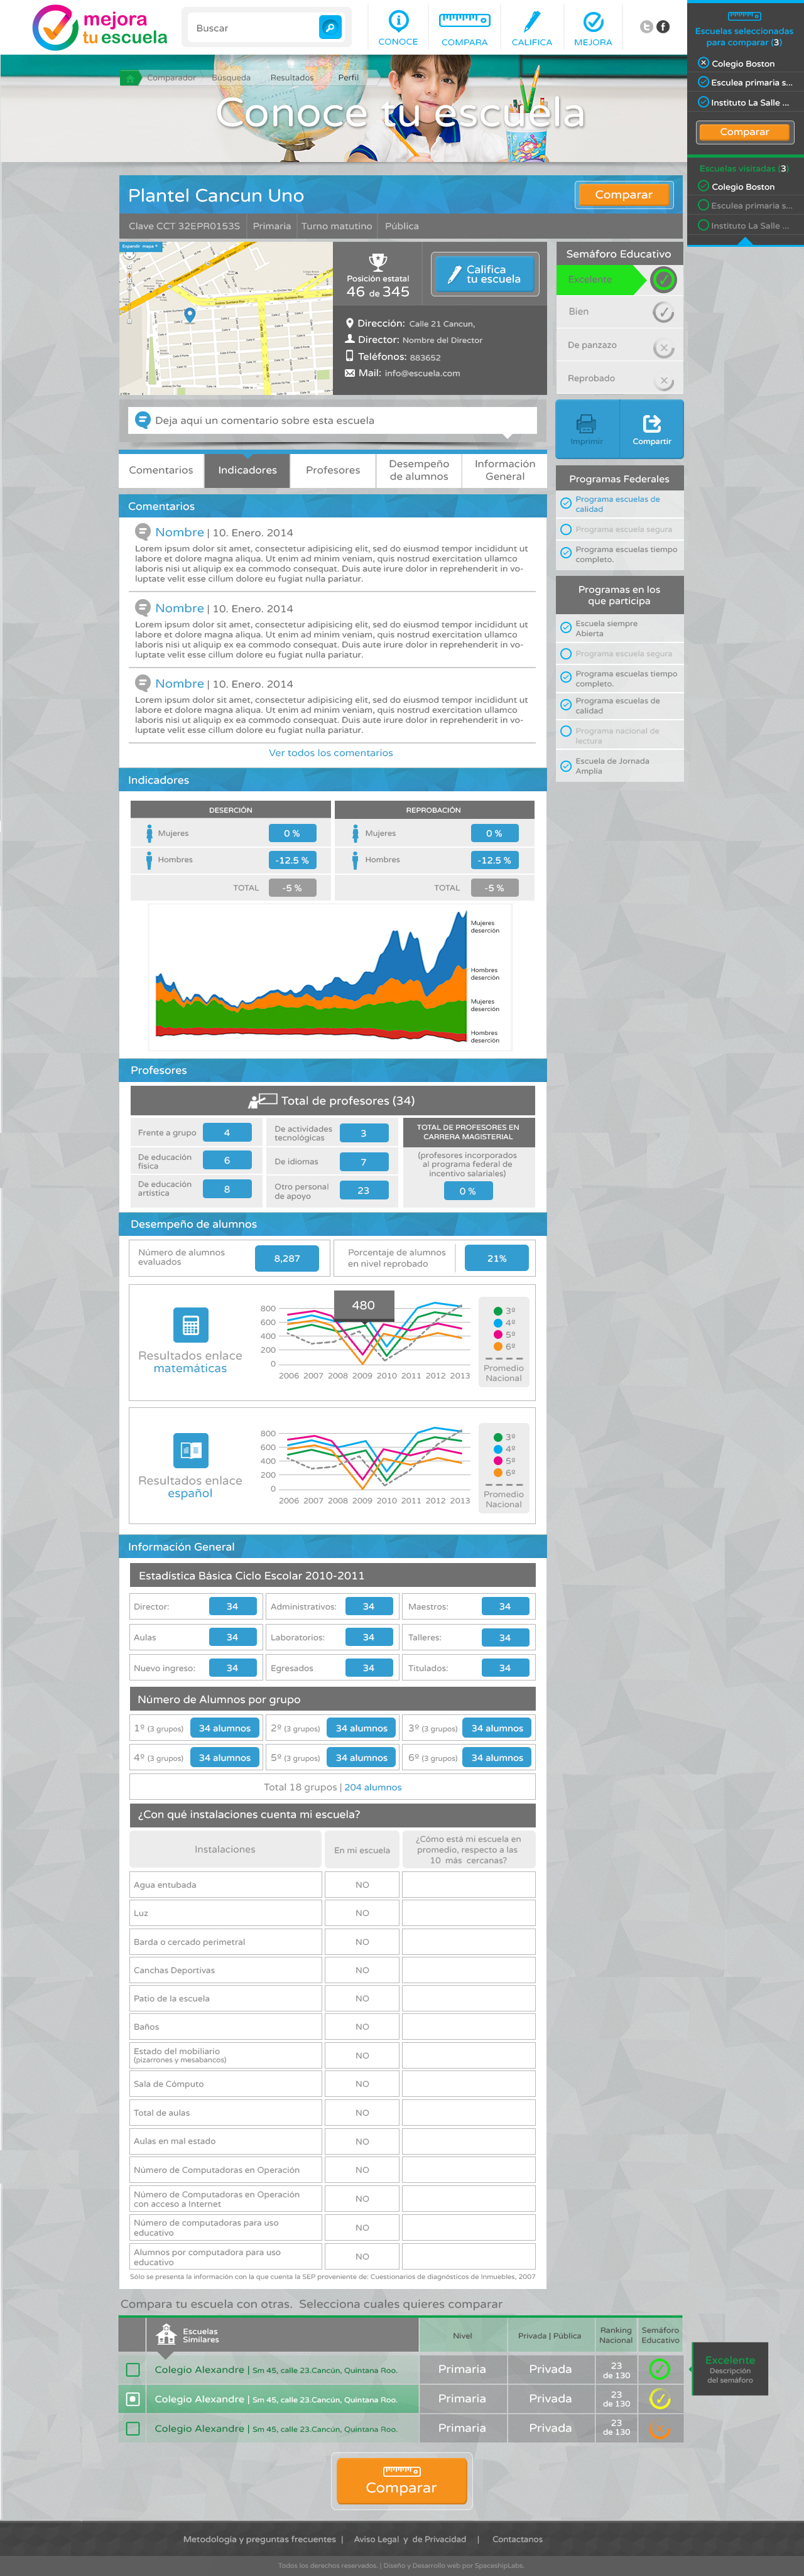 mejora
tu escuela
Buscar
CONOCE
COMPARA
CALIFICA
MEJORA
Escuelas seleccionadas
para comparar (3)
Colegio Boston
Esculea primaria s...
Instituto La Salle ...
Comparar
Escuelas visitadas (3)
Colegio Boston
Esculea primaria s...
Instituto La Salle ...
Comparador
Búsqueda
Resultados
Perfil
Conoce tu escuela
Plantel Cancun Uno
Comparar
Clave CCT 32EPR0153S
Primaria
Turno matutino
Pública
Expandir mapa +
Posición estatal
46 de 345
Califica
tu escuela
Dirección: Calle 21 Cancun,
Director: Nombre del Director
Teléfonos: 883652
Mail: info@escuela.com
Semáforo Educativo
Excelente
Bien
De panzazo
Reprobado
Deja aquí un comentario sobre esta escuela
Imprimir
Compartir
Comentarios
Indicadores
Profesores
Desempeño
de alumnos
Información
General
Programas Federales
Programa escuelas de
calidad
Programa escuela segura
Programa escuelas tiempo
completo.
Programas en los
que participa
Escuela siempre
Abierta
Programa escuela segura
Programa escuelas tiempo
completo.
Programa escuelas de
calidad
Programa nacional de
lectura
Escuela de Jornada
Amplia
Comentarios
Nombre | 10. Enero. 2014
Lorem ipsum dolor sit amet, consectetur adipisicing elit, sed do eiusmod tempor incididunt ut
labore et dolore magna aliqua. Ut enim ad minim veniam, quis nostrud exercitation ullamco
laboris nisi ut aliquip ex ea commodo consequat. Duis aute irure dolor in reprehenderit in vo-
luptate velit esse cillum dolore eu fugiat nulla pariatur.
Nombre | 10. Enero. 2014
Lorem ipsum dolor sit amet, consectetur adipisicing elit, sed do eiusmod tempor incididunt ut
labore et dolore magna aliqua. Ut enim ad minim veniam, quis nostrud exercitation ullamco
laboris nisi ut aliquip ex ea commodo consequat. Duis aute irure dolor in reprehenderit in vo-
luptate velit esse cillum dolore eu fugiat nulla pariatur.
Nombre | 10. Enero. 2014
Lorem ipsum dolor sit amet, consectetur adipisicing elit, sed do eiusmod tempor incididunt ut
labore et dolore magna aliqua. Ut enim ad minim veniam, quis nostrud exercitation ullamco
laboris nisi ut aliquip ex ea commodo consequat. Duis aute irure dolor in reprehenderit in vo-
luptate velit esse cillum dolore eu fugiat nulla pariatur.
Ver todos los comentarios
Indicadores
DESERCIÓN
Mujeres 0 %
Hombres -12.5 %
TOTAL -5 %
REPROBACIÓN
Mujeres 0 %
Hombres -12.5 %
TOTAL -5 %
Mujeres
deserción
Hombres
deserción
Mujeres
deserción
Hombres
deserción
Profesores
Total de profesores (34)
Frente a grupo 4
De educación
física
6
De educación
artística
8
De actividades
tecnológicas
3
De idiomas 7
Otro personal
de apoyo
23
TOTAL DE PROFESORES EN
CARRERA MAGISTERIAL
(profesores incorporados
al programa federal de
incentivo salariales)
0 %
Desempeño de alumnos
Número de alumnos
evaluados
8,287
Porcentaje de alumnos
en nivel reprobado
21%
Resultados enlace
matemáticas
480
800
600
400
200
0
2006 2007 2008 2009 2010 2011 2012 2013
3º
4º
5º
6º
Promedio
Nacional
Resultados enlace
español
800
600
400
200
0
2006 2007 2008 2009 2010 2011 2012 2013
3º
4º
5º
6º
Promedio
Nacional
Información General
Estadística Básica Ciclo Escolar 2010-2011
Director: 34
Administrativos: 34
Maestros: 34
Aulas 34
Laboratorios: 34
Talleres: 34
Nuevo ingreso: 34
Egresados 34
Titulados: 34
Número de Alumnos por grupo
1º (3 grupos) 34 alumnos
2º (3 grupos) 34 alumnos
3º (3 grupos) 34 alumnos
4º (3 grupos) 34 alumnos
5º (3 grupos) 34 alumnos
6º (3 grupos) 34 alumnos
Total 18 grupos | 204 alumnos
¿Con qué instalaciones cuenta mi escuela?
Instalaciones
En mi escuela
¿Cómo está mi escuela en
promedio, respecto a las
10 más cercanas?
Agua entubada NO
Luz NO
Barda o cercado perimetral NO
Canchas Deportivas NO
Patio de la escuela NO
Baños NO
Estado del mobiliario
(pizarrones y mesabancos)
NO
Sala de Cómputo NO
Total de aulas NO
Aulas en mal estado NO
Número de Computadoras en Operación NO
Número de Computadoras en Operación
con acceso a Internet
NO
Número de computadoras para uso
educativo
NO
Alumnos por computadora para uso
educativo
NO
Sólo se presenta la información con la que cuenta la SEP proveniente de: Cuestionarios de diagnósticos de inmuebles, 2007
Compara tu escuela con otras. Selecciona cuales quieres comparar
Escuelas
Similares
Nivel
Privada | Pública
Ranking
Nacional
Semáforo
Educativo
Colegio Alexandre | Sm 45, calle 23.Cancún, Quintana Roo.
Primaria
Privada
23
de 130
Colegio Alexandre | Sm 45, calle 23.Cancún, Quintana Roo.
Primaria
Privada
23
de 130
Colegio Alexandre | Sm 45, calle 23.Cancún, Quintana Roo.
Primaria
Privada
23
de 130
Excelente
Descripción
del semáforo
Comparar
Metodología y preguntas frecuentes | Aviso Legal y de Privacidad | Contactanos
Todos los derechos reservados. | Diseño y Desarrollo web por SpaceshipLabs.